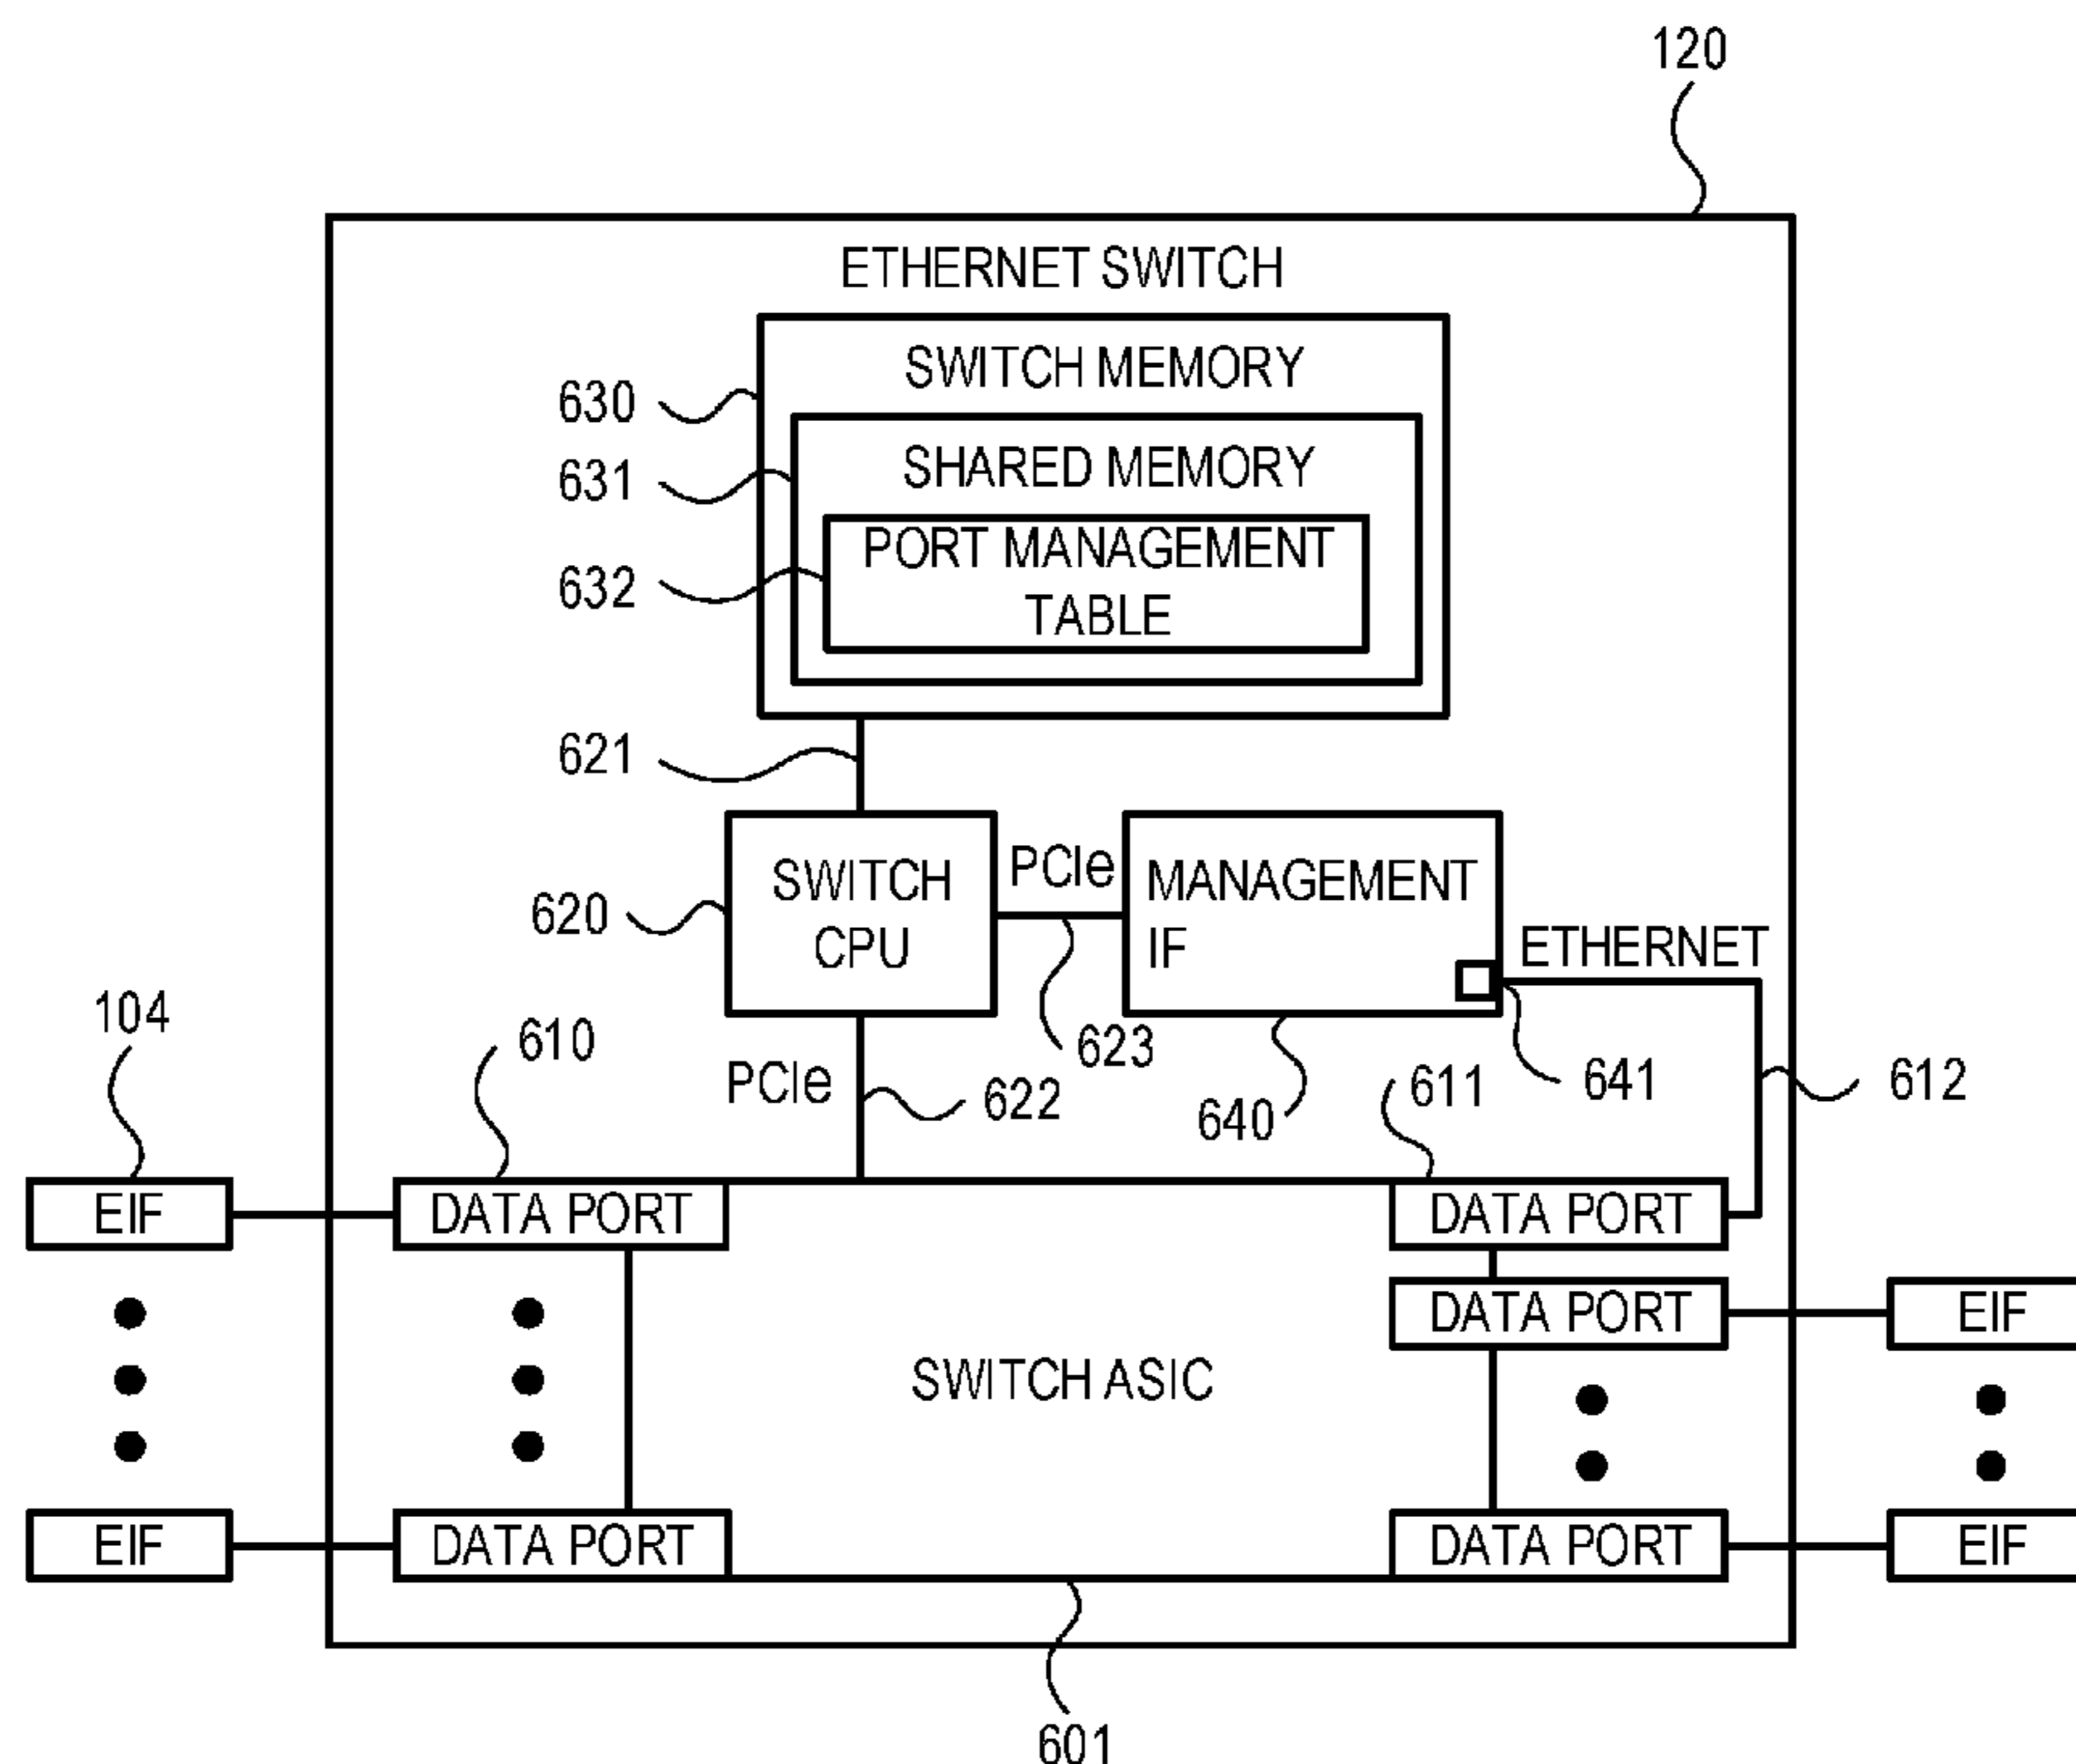 120
ETHERNET SWITCH
SWITCH MEMORY
630
SHARED MEMORY
631
PORT MANAGEMENT
TABLE
632
621
SWITCH
CPU
620
PCIe
MANAGEMENT
IF
ETHERNET
104
610
PCIe
622
623
640
611
641
612
EIF
DATA PORT
DATA PORT
DATA PORT
EIF
SWITCH ASIC
EIF
DATA PORT
DATA PORT
EIF
601